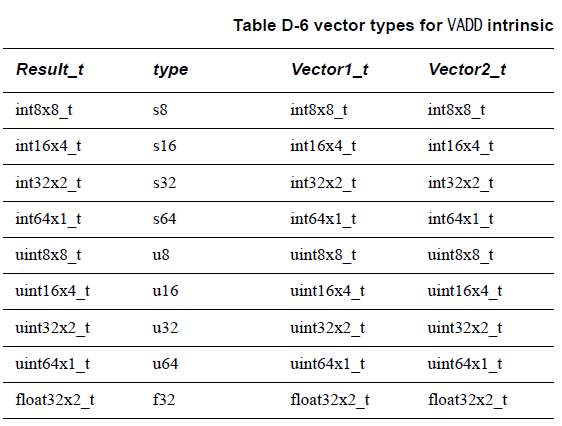 Table D-6 vector types for VADD intrinsic
Result_t type Vector1_t Vector2_t
int8x8_t s8 int8x8_t int8x8_t
int16x4_t s16 int16x4_t int16x4_t
int32x2_t s32 int32x2_t int32x2_t
int64x1_t s64 int64x1_t int64x1_t
uint8x8_t u8 uint8x8_t uint8x8_t
uint16x4_t u16 uint16x4_t uint16x4_t
uint32x2_t u32 uint32x2_t uint32x2_t
uint64x1_t u64 uint64x1_t uint64x1_t
float32x2_t f32 float32x2_t float32x2_t